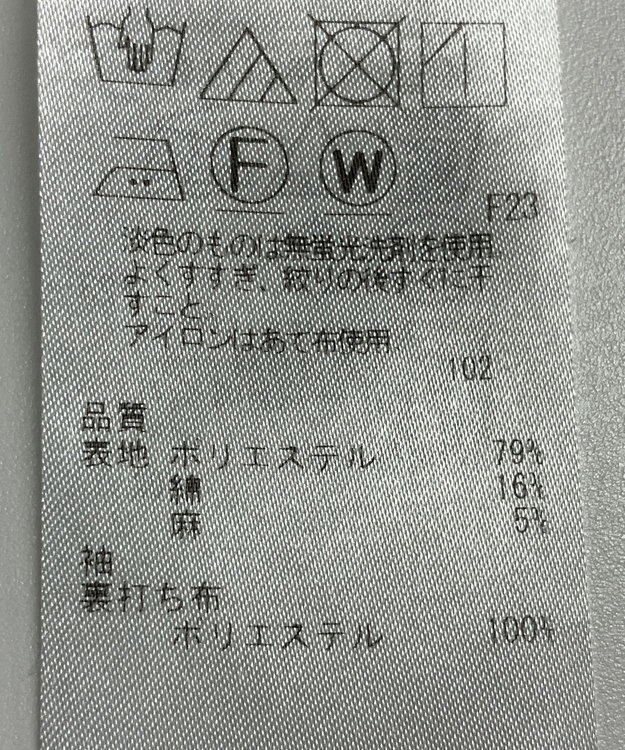 F
W
F23
淡色のものは無蛍光洗剤を使用
よくすすぎ、絞りの後すぐに干
すこと。
アイロンはあて布使用
102
品質
表地 ポリエステル 79%
綿 16%
麻 5%
袖
裏打ち布
ポリエステル 100%